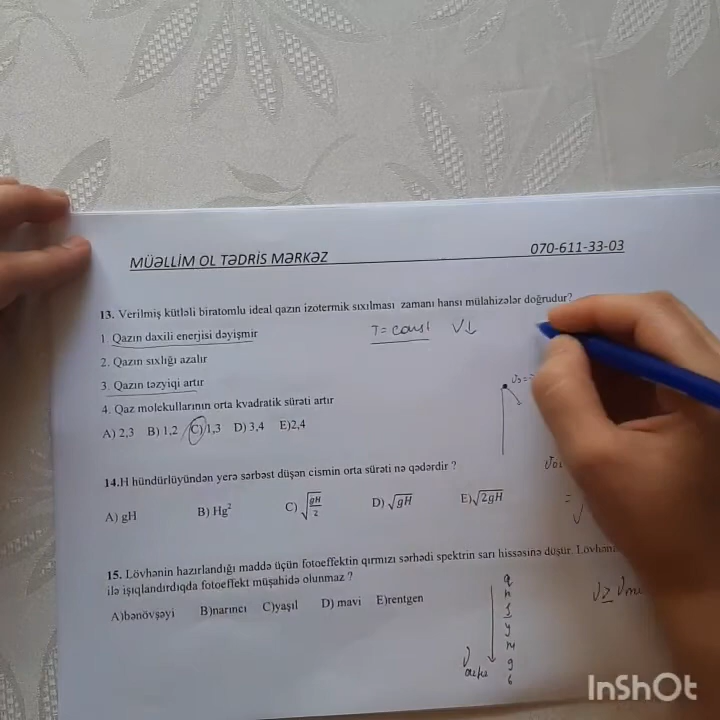 MÜƏLLİM OL TƏDRİS MƏRKƏZ 070-611-33-03
13. Verilmiş kütləli biratomlu ideal qazın izotermik sıxılması zamanı hansı mülahizələr doğrudur?
1. Qazın daxili enerjisi dəyişmir T=const V↓
2. Qazın sıxlığı azalır
3. Qazın təzyiqi artır
4. Qaz molekullarının orta kvadratik sürəti artır
A) 2,3 B) 1,2 C) 1,3 D) 3,4 E)2,4
14.H hündürlüyündən yerə sərbəst düşən cismin orta sürəti nə qədərdir ?
A) gH B) Hg² C) √(gH/2) D) √gH E)√2gH
15. Lövhənin hazırlandığı maddə üçün fotoeffektin qırmızı sərhədi spektrin sarı hissəsinə düşür.
ilə işıqlandırdıqda fotoeffekt müşahidə olunmaz ?
A)bənövşəyi B)narıncı C)yaşıl D) mavi E)rentgen
q
n
s
y
m
g
b
InShOt